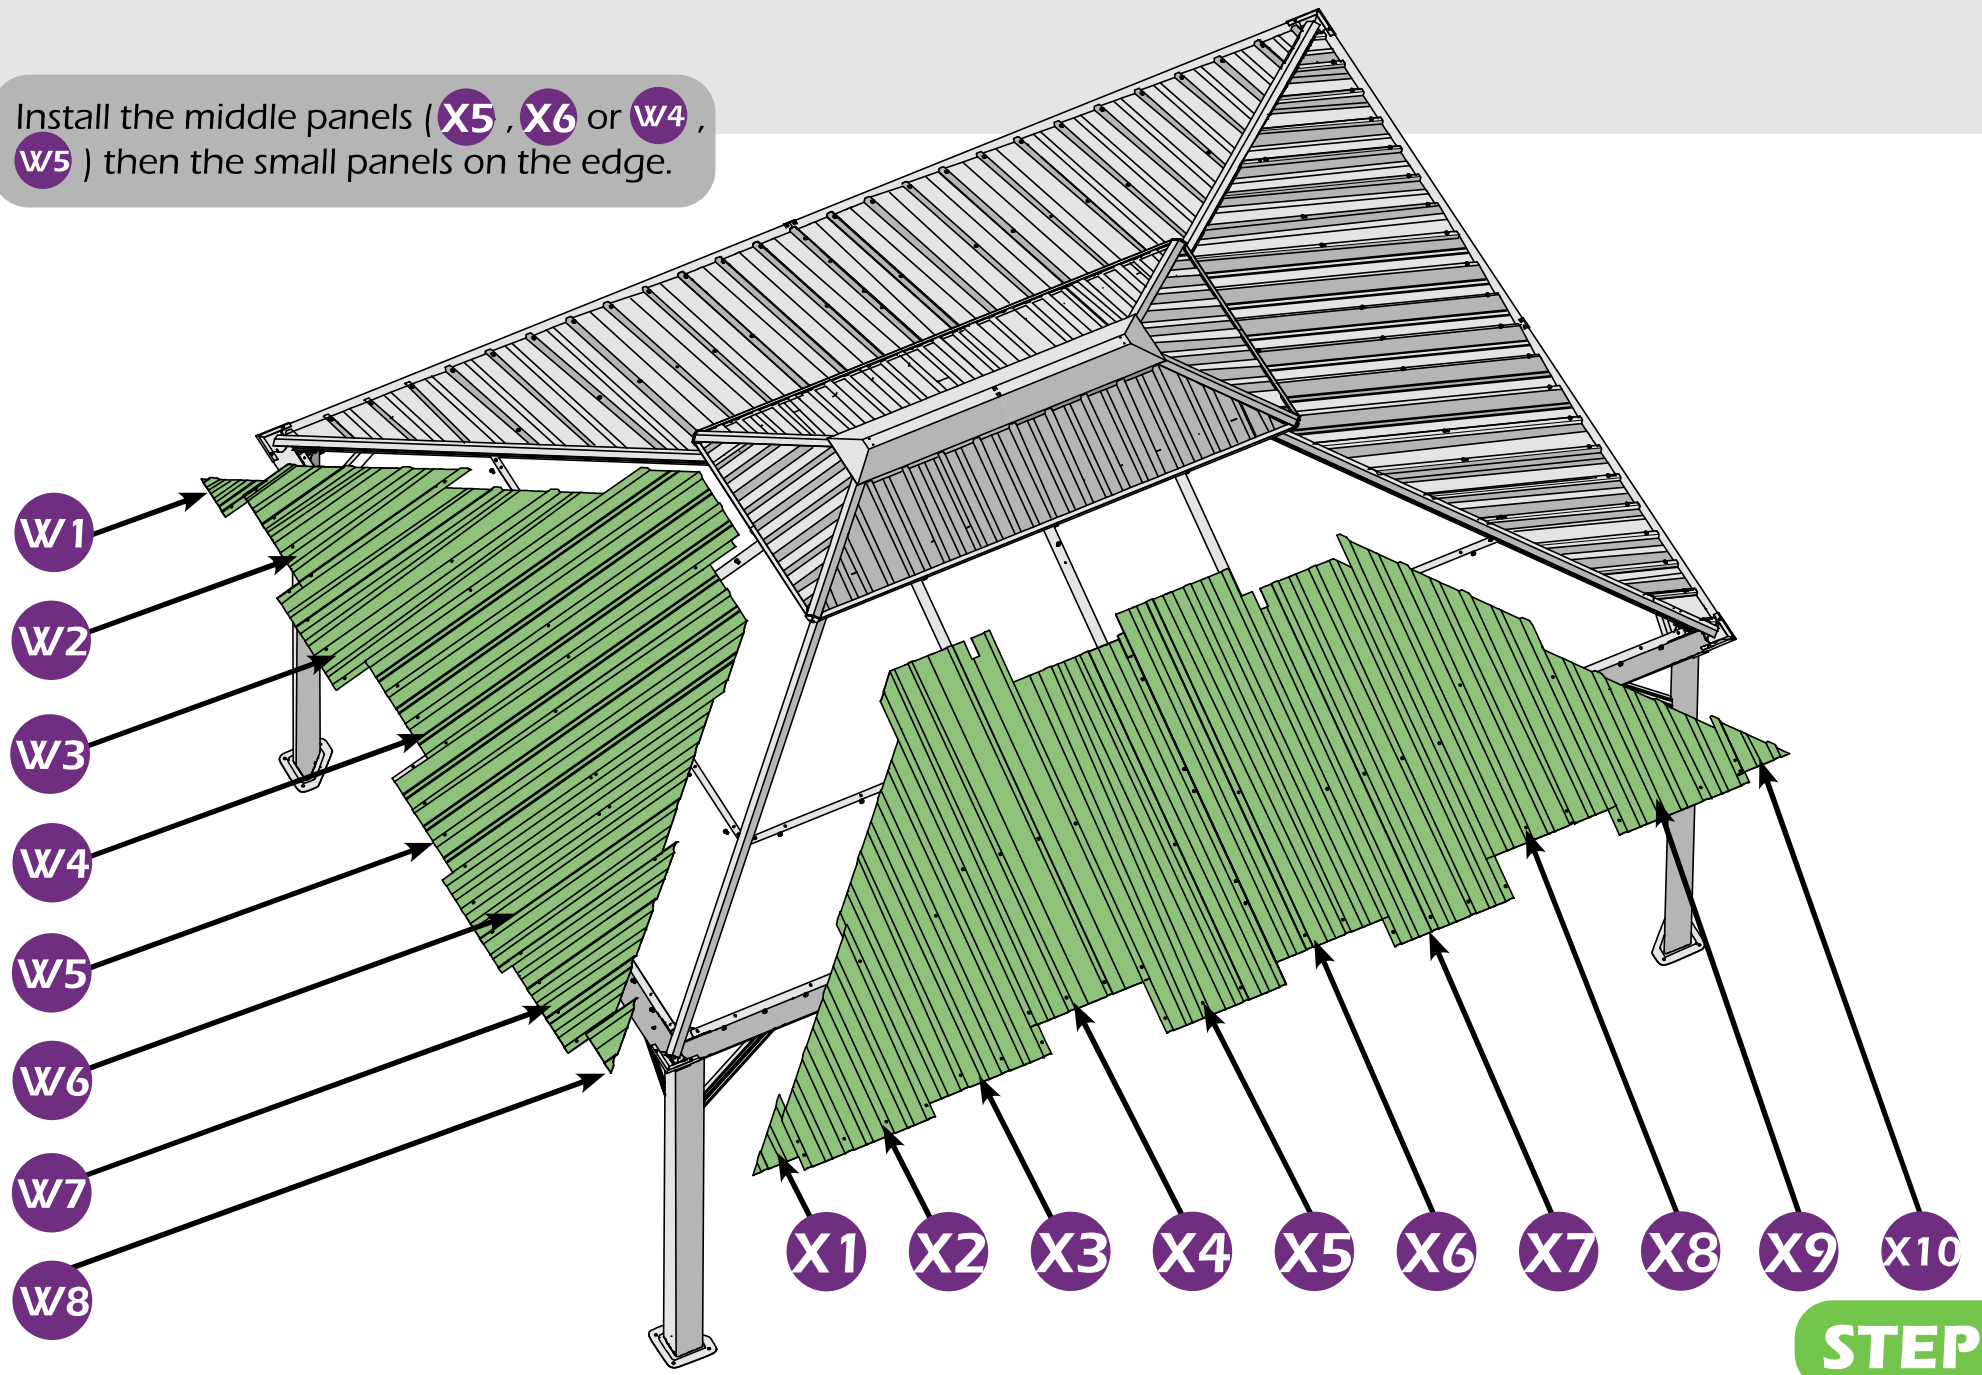 Install the middle panels ( X5 , X6 or W4 ,
W5 ) then the small panels on the edge.
W1
W2
W3
W4
W5
W6
W7
W8
X1 X2 X3 X4 X5 X6 X7 X8 X9 X10
STEP